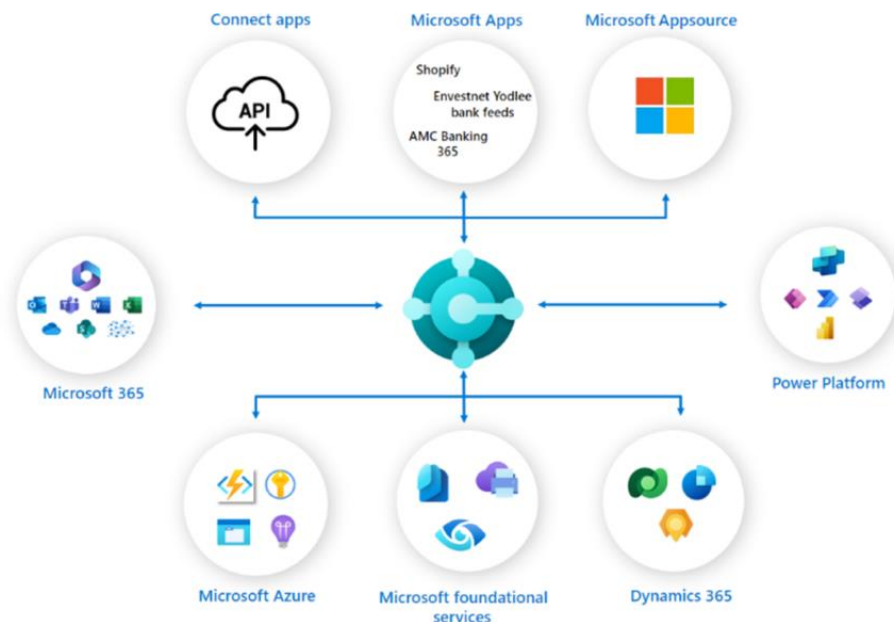 Connect apps
Microsoft Apps
Microsoft Appsource
API
Shopify
Envestnet Yodlee
bank feeds
AMC Banking
365
Microsoft 365
Power Platform
Microsoft Azure
Microsoft foundational
services
Dynamics 365